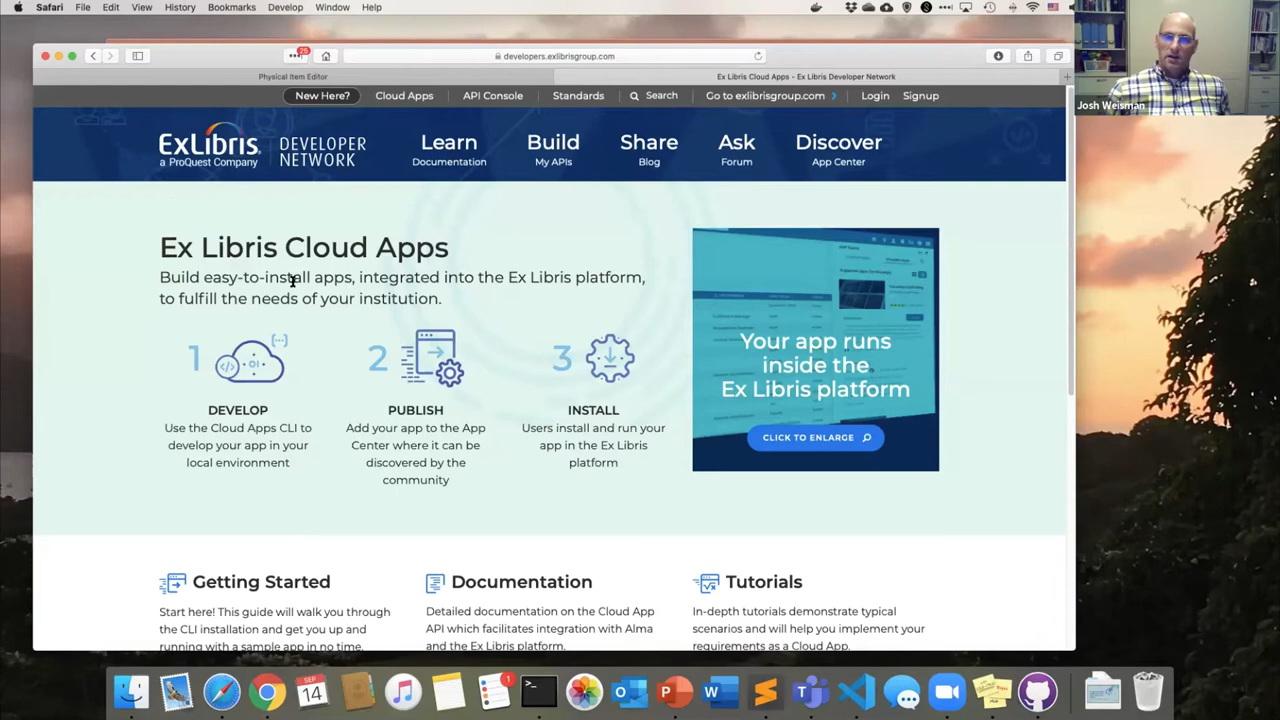 Safari File Edit View History Bookmarks Develop Window Help
25
developers.exlibrisgroup.com
Physical Item Editor
Ex Libris Cloud Apps - Ex Libris Developer Network
New Here? Cloud Apps API Console Standards Search Go to exlibrisgroup.com Login Signup
Josh Weisman
ExLibris
a ProQuest Company
DEVELOPER
NETWORK
Learn
Documentation
Build
My APIs
Share
Blog
Ask
Forum
Discover
App Center
Ex Libris Cloud Apps
Build easy-to-install apps, integrated into the Ex Libris platform,
to fulfill the needs of your institution.
1
DEVELOP
Use the Cloud Apps CLI to
develop your app in your
local environment
2
PUBLISH
Add your app to the App
Center where it can be
discovered by the
community
3
INSTALL
Users install and run your
app in the Ex Libris
platform
Your app runs
inside the
Ex Libris platform
CLICK TO ENLARGE
Getting Started
Start here! This guide will walk you through
the CLI installation and get you up and
running with a sample app in no time.
Documentation
Detailed documentation on the Cloud App
API which facilitates integration with Alma
and the Ex Libris platform.
Tutorials
In-depth tutorials demonstrate typical
scenarios and will help you implement your
requirements as a Cloud App.
SEP
14
1